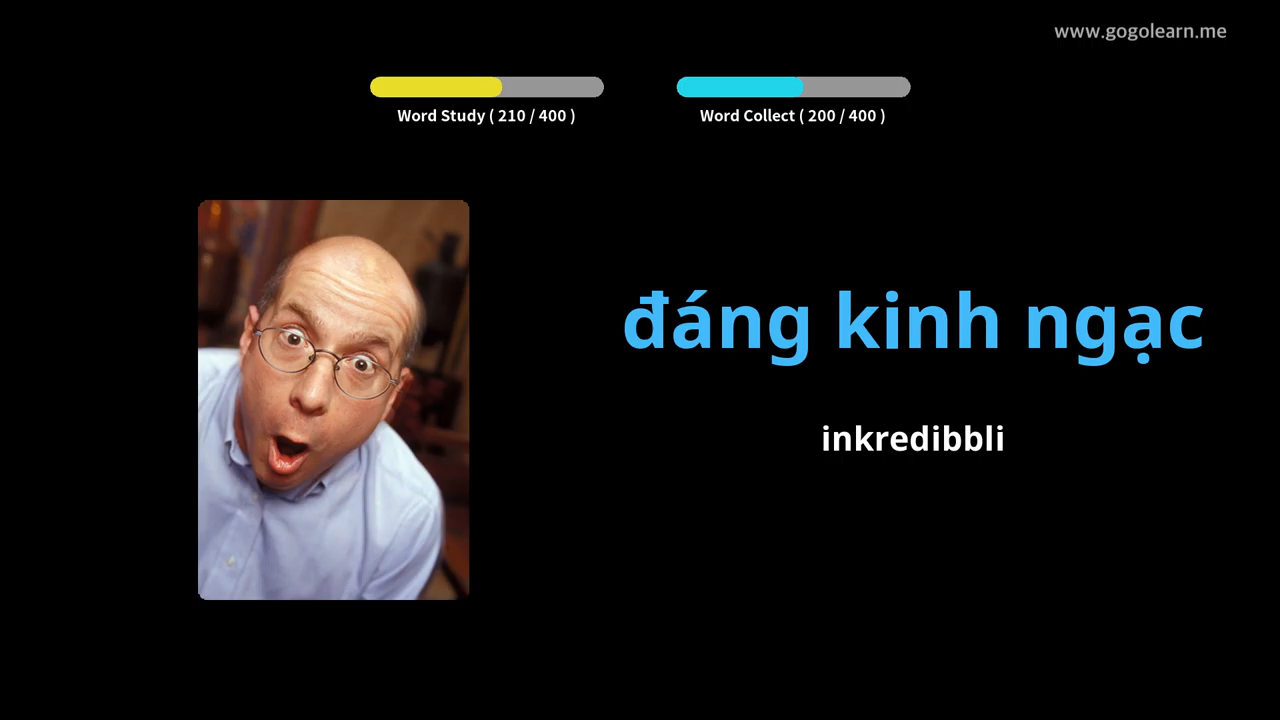 www.gogolearn.me
Word Study ( 210 / 400 )
Word Collect ( 200 / 400 )
đáng kinh ngạc
inkredibbli